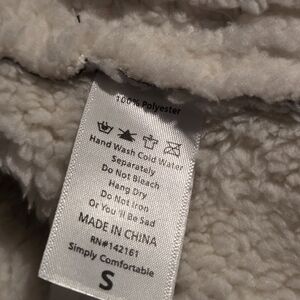 100% Polyester
Hand Wash Cold Water
Separately
Do Not Bleach
Hang Dry
Do Not Iron
Or You'll Be Sad
MADE IN CHINA
RN#142161
Simply Comfortable
S